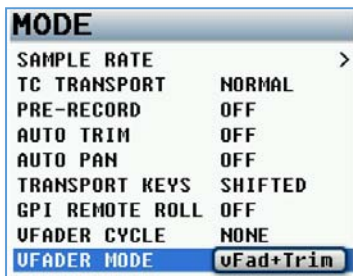 MODE
SAMPLE RATE >
TC TRANSPORT NORMAL
PRE-RECORD OFF
AUTO TRIM OFF
AUTO PAN OFF
TRANSPORT KEYS SHIFTED
GPI REMOTE ROLL OFF
VFADER CYCLE NONE
VFADER MODE vFad+Trim